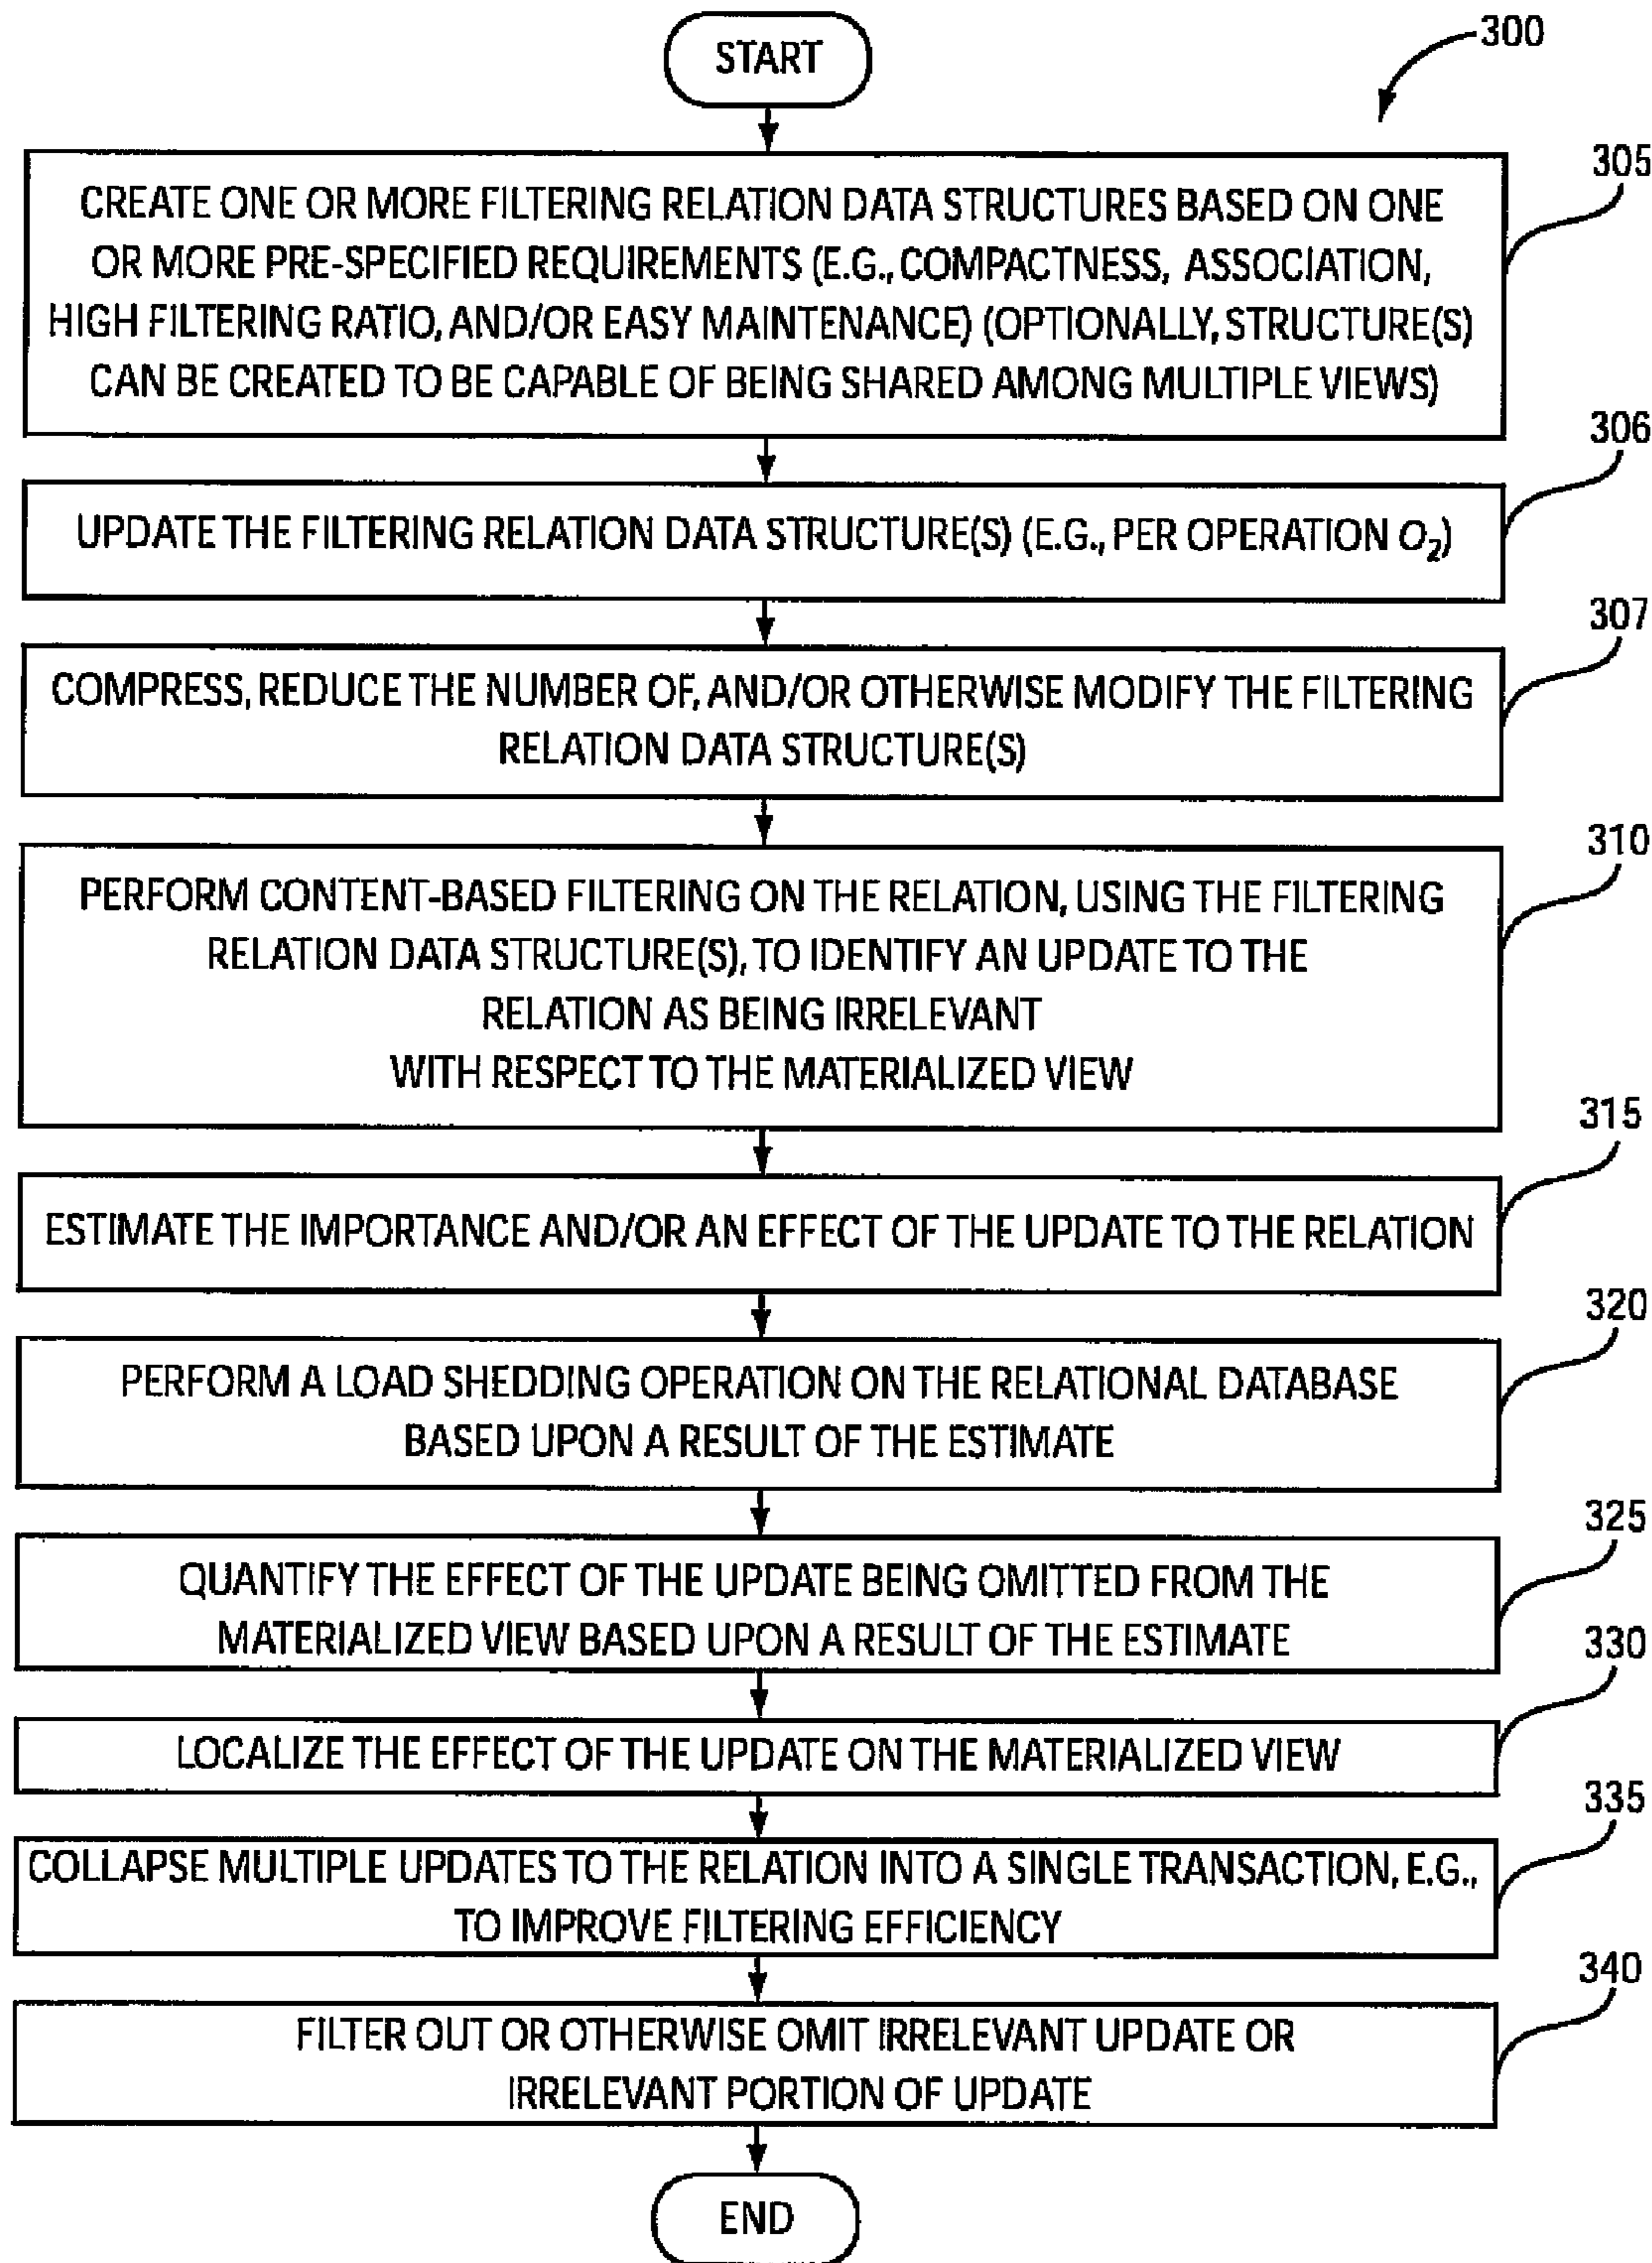 START
300
305
CREATE ONE OR MORE FILTERING RELATION DATA STRUCTURES BASED ON ONE
OR MORE PRE-SPECIFIED REQUIREMENTS (E.G., COMPACTNESS, ASSOCIATION,
HIGH FILTERING RATIO, AND/OR EASY MAINTENANCE) (OPTIONALLY, STRUCTURE(S)
CAN BE CREATED TO BE CAPABLE OF BEING SHARED AMONG MULTIPLE VIEWS)
306
UPDATE THE FILTERING RELATION DATA STRUCTURE(S) (E.G., PER OPERATION O₂)
307
COMPRESS, REDUCE THE NUMBER OF, AND/OR OTHERWISE MODIFY THE FILTERING
RELATION DATA STRUCTURE(S)
310
PERFORM CONTENT-BASED FILTERING ON THE RELATION, USING THE FILTERING
RELATION DATA STRUCTURE(S), TO IDENTIFY AN UPDATE TO THE
RELATION AS BEING IRRELEVANT
WITH RESPECT TO THE MATERIALIZED VIEW
315
ESTIMATE THE IMPORTANCE AND/OR AN EFFECT OF THE UPDATE TO THE RELATION
320
PERFORM A LOAD SHEDDING OPERATION ON THE RELATIONAL DATABASE
BASED UPON A RESULT OF THE ESTIMATE
325
QUANTIFY THE EFFECT OF THE UPDATE BEING OMITTED FROM THE
MATERIALIZED VIEW BASED UPON A RESULT OF THE ESTIMATE
330
LOCALIZE THE EFFECT OF THE UPDATE ON THE MATERIALIZED VIEW
335
COLLAPSE MULTIPLE UPDATES TO THE RELATION INTO A SINGLE TRANSACTION, E.G.,
TO IMPROVE FILTERING EFFICIENCY
340
FILTER OUT OR OTHERWISE OMIT IRRELEVANT UPDATE OR
IRRELEVANT PORTION OF UPDATE
END